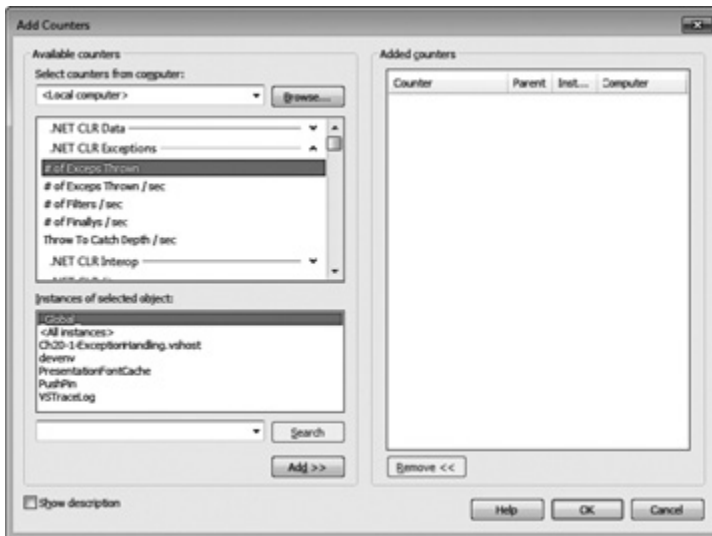 Add Counters
Available counters
Select counters from computer:
<Local computer>
Browse...
.NET CLR Data
.NET CLR Exceptions
# of Exceps Thrown
# of Exceps Thrown / sec
# of Filters / sec
# of Finallys / sec
Throw To Catch Depth / sec
.NET CLR Interop
Instances of selected object:
_Global_
<All instances>
Ch20-1-ExceptionHandling.vshost
devenv
PresentationFontCache
PushPin
VSTraceLog
Search
Add >>
Show description
Added counters
Counter Parent Inst... Computer
Remove <<
Help OK Cancel